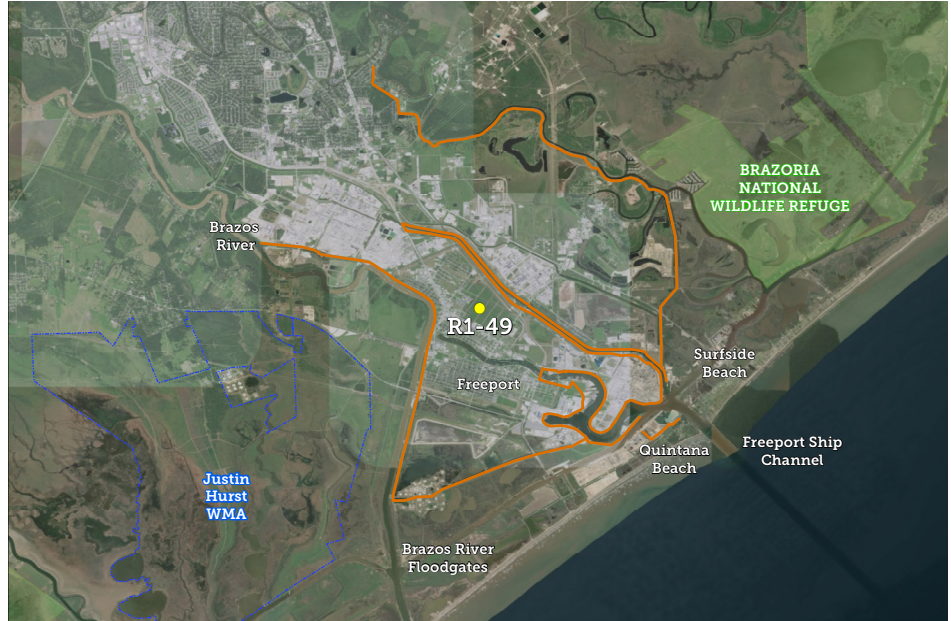 BRAZORIA
NATIONAL
WILDLIFE REFUGE
Brazos
River
R1-49
Surfside
Beach
Freeport
Freeport Ship
Channel
Quintana
Beach
Justin
Hurst
WMA
Brazos River
Floodgates